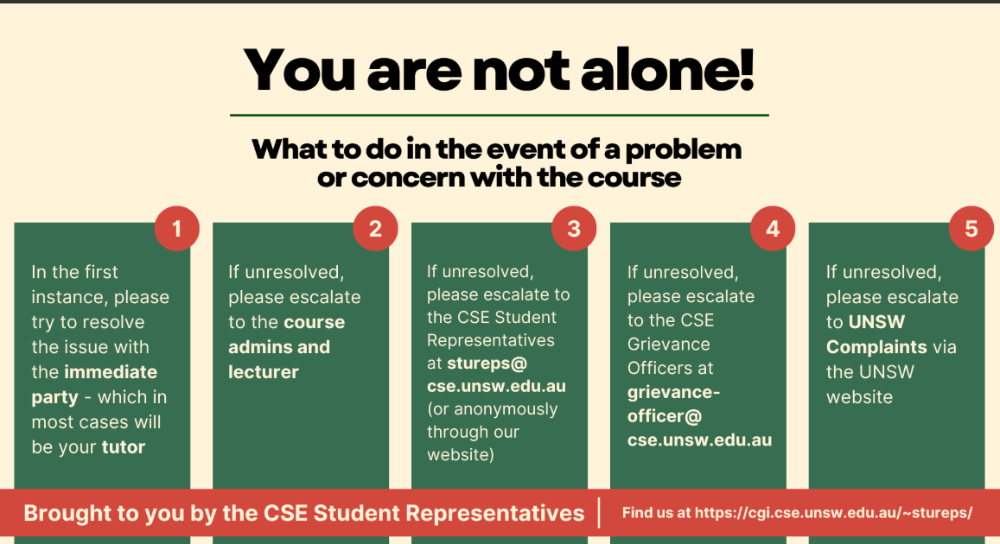 You are not alone!
What to do in the event of a problem
or concern with the course
1
In the first
instance, please
try to resolve
the issue with
the immediate
party - which in
most cases will
be your tutor
2
If unresolved,
please escalate
to the course
admins and
lecturer
3
If unresolved,
please escalate to
the CSE Student
Representatives
at stureps@
cse.unsw.edu.au
(or anonymously
through our
website)
4
If unresolved,
please escalate
to the CSE
Grievance
Officers at
grievance-
officer@
cse.unsw.edu.au
5
If unresolved,
please escalate
to UNSW
Complaints via
the UNSW
website
Brought to you by the CSE Student Representatives
Find us at https://cgi.cse.unsw.edu.au/~stureps/